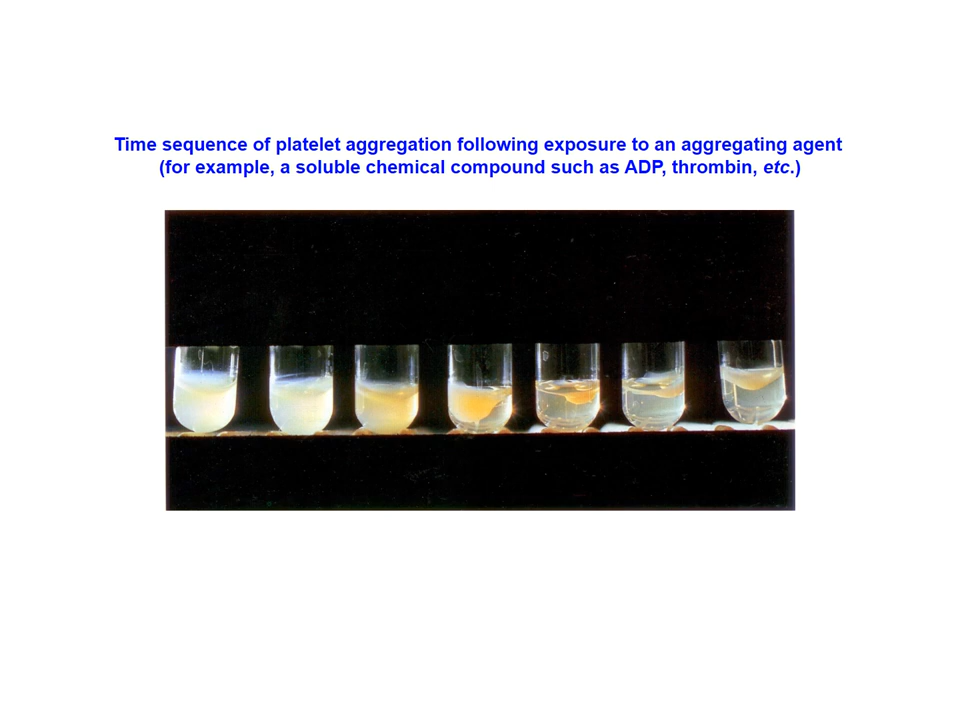 Time sequence of platelet aggregation following exposure to an aggregating agent
(for example, a soluble chemical compound such as ADP, thrombin, etc.)